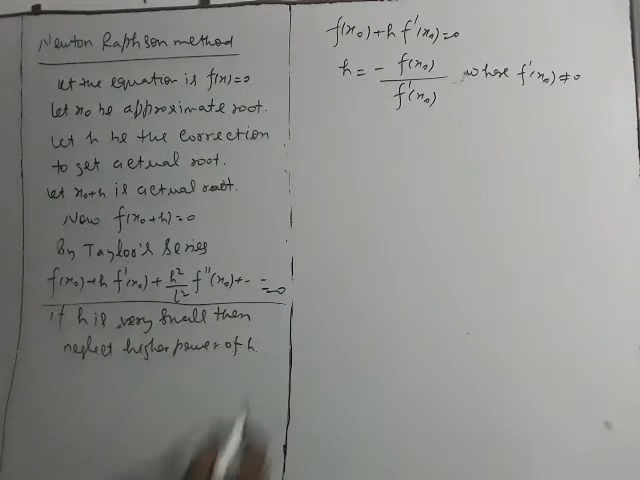 Newton Raphson method
Let the equation is f(x)=0
Let x₀ be approximate root.
Let h be the correction
to get actual root.
Let x₀+h is actual root.
Now f(x₀+h)=0
By Taylor's Series
f(x₀)+h f'(x₀)+ h²/⌊2 f''(x₀)+-- =0
if h is very small then
neglect higher power of h.
f(x₀)+h f'(x₀)=0
h = - f(x₀)/f'(x₀) where f'(x₀)≠0